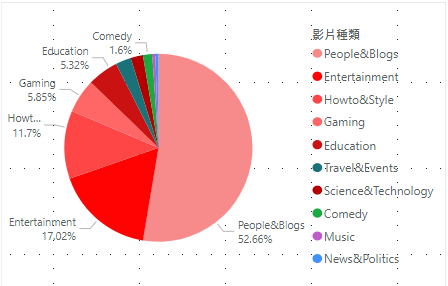 Comedy
1.6%
Education
5.32%
Gaming
5.85%
Howt...
11.7%
Entertainment
17.02%
People&Blogs
52.66%
影片種類
People&Blogs
Entertainment
Howto&Style
Gaming
Education
Travel&Events
Science&Technology
Comedy
Music
News&Politics